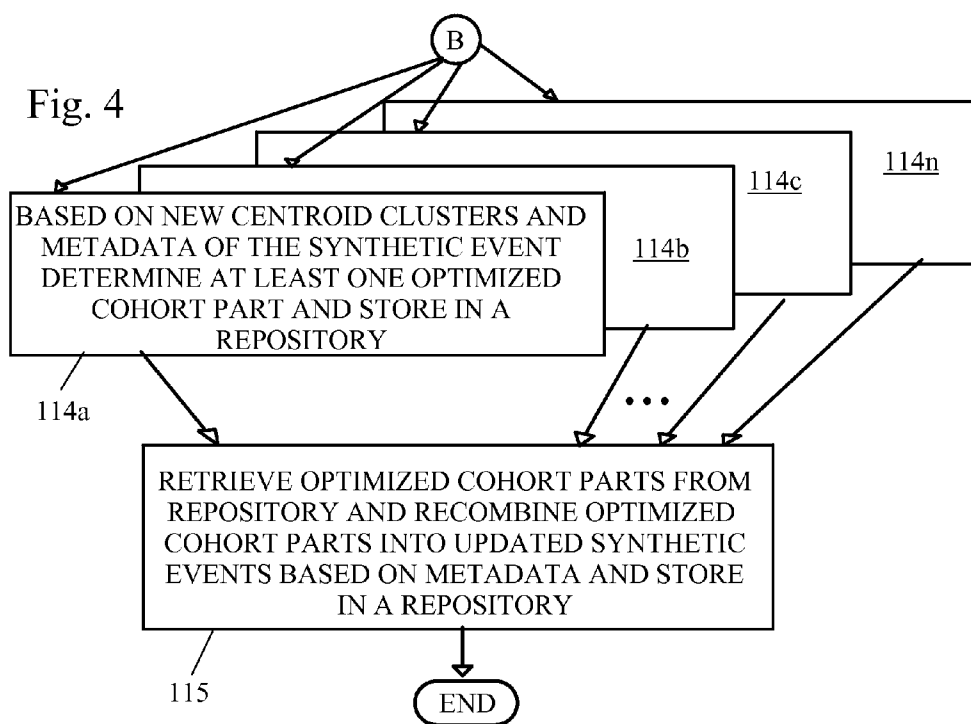 B
Fig. 4
114n
114c
114b
BASED ON NEW CENTROID CLUSTERS AND
METADATA OF THE SYNTHETIC EVENT
DETERMINE AT LEAST ONE OPTIMIZED
COHORT PART AND STORE IN A
REPOSITORY
114a
RETRIEVE OPTIMIZED COHORT PARTS FROM
REPOSITORY AND RECOMBINE OPTIMIZED
COHORT PARTS INTO UPDATED SYNTHETIC
EVENTS BASED ON METADATA AND STORE
IN A REPOSITORY
115
END